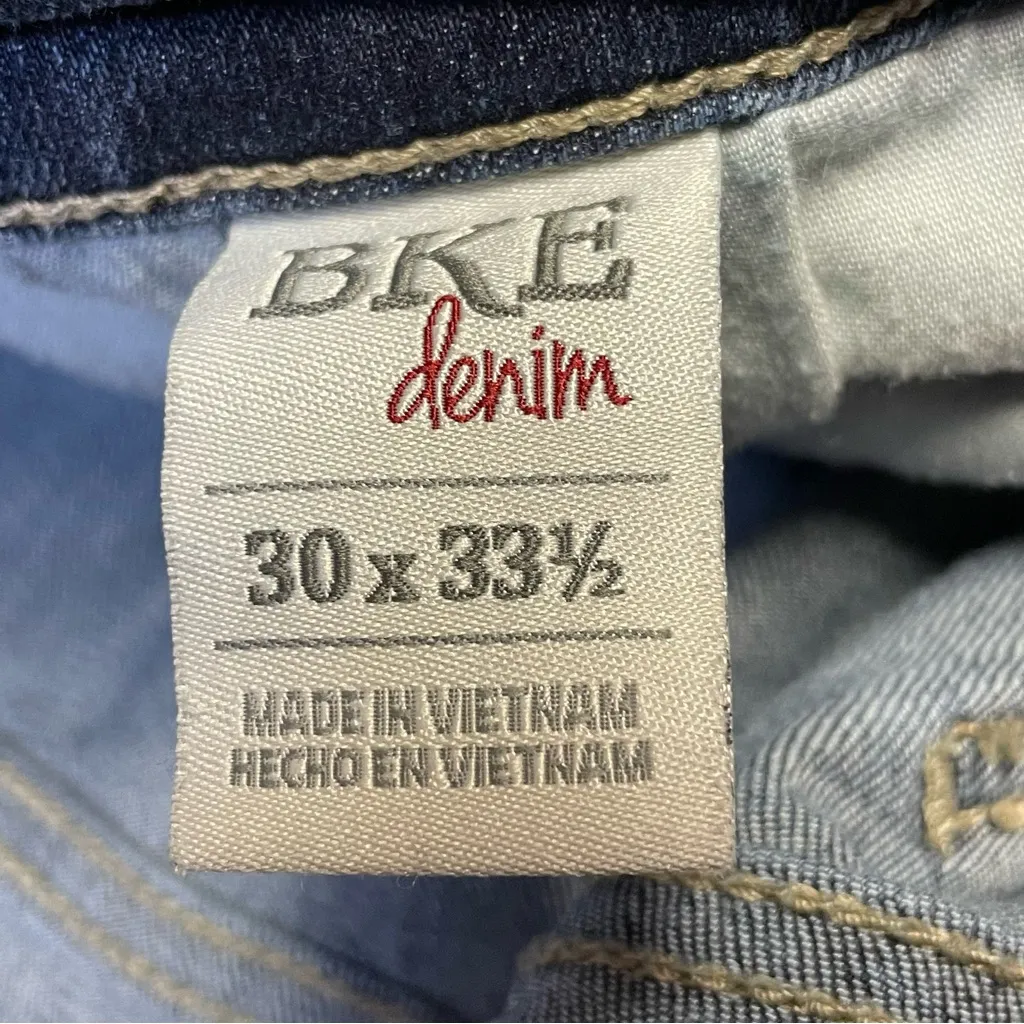 BKE
denim
30 x 33½
MADE IN VIETNAM
HECHO EN VIETNAM